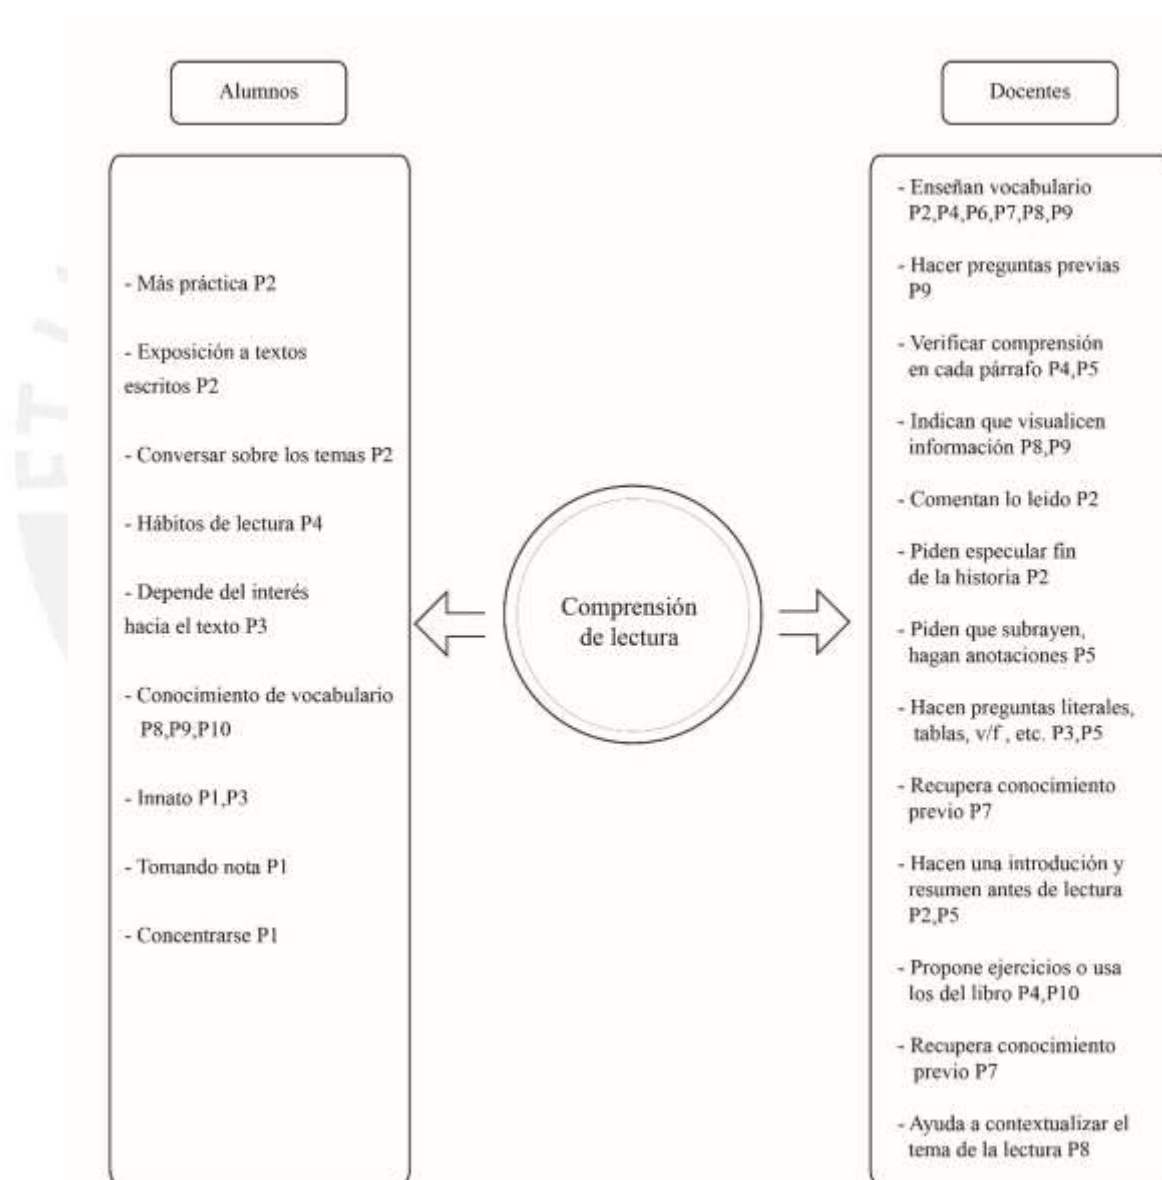 Alumnos
- Más práctica P2
- Exposición a textos
escritos P2
- Conversar sobre los temas P2
- Hábitos de lectura P4
- Depende del interés
hacia el texto P3
- Conocimiento de vocabulario
P8,P9,P10
- Innato P1,P3
- Tomando nota P1
- Concentrarse P1
Comprensión
de lectura
Docentes
- Enseñan vocabulario
P2,P4,P6,P7,P8,P9
- Hacer preguntas previas
P9
- Verificar comprensión
en cada párrafo P4,P5
- Indican que visualicen
información P8,P9
- Comentan lo leido P2
- Piden especular fin
de la historia P2
- Piden que subrayen,
hagan anotaciones P5
- Hacen preguntas literales,
tablas, v/f , etc. P3,P5
- Recupera conocimiento
previo P7
- Hacen una introdución y
resumen antes de lectura
P2,P5
- Propone ejercicios o usa
los del libro P4,P10
- Recupera conocimiento
previo P7
- Ayuda a contextualizar el
tema de la lectura P8